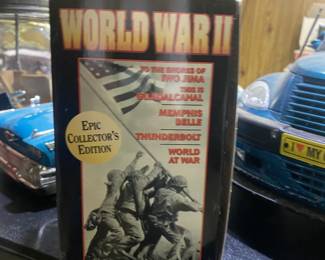 WORLD WAR II
TO THE SHORES OF
IWO JIMA
THIS IS
GUADALCANAL
MEMPHIS
BELLE
THUNDERBOLT
WORLD
AT WAR
EPIC
COLLECTOR'S
EDITION
I ♥ MY